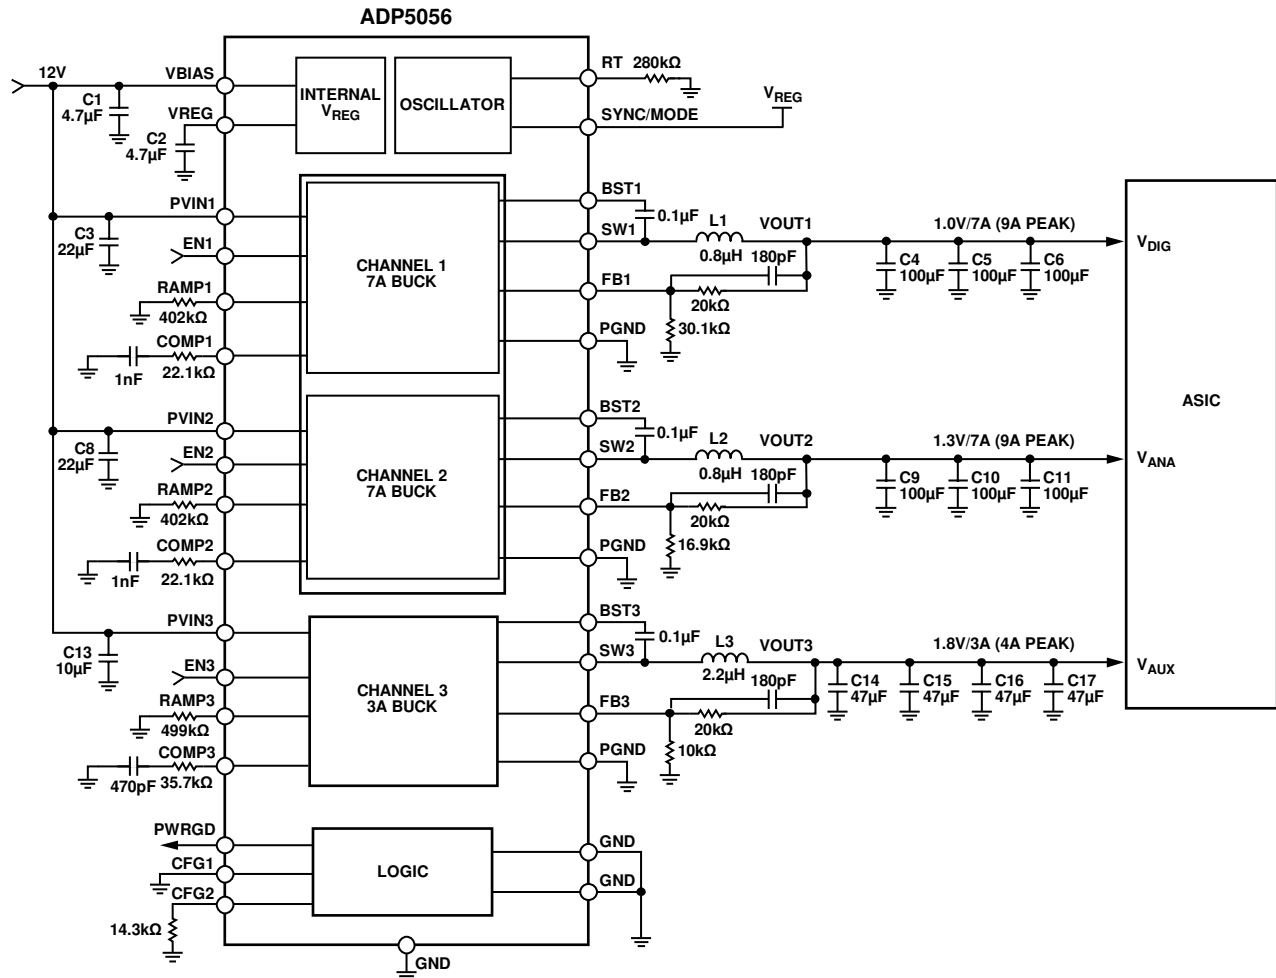 ADP5056
12V
VBIAS
C1
4.7µF
VREG
C2
4.7µF
INTERNAL
VREG
OSCILLATOR
RT 280kΩ
SYNC/MODE
VREG
PVIN1
C3
22µF
EN1
RAMP1
402kΩ
COMP1
1nF
22.1kΩ
CHANNEL 1
7A BUCK
BST1
0.1µF
SW1
L1
0.8µH
VOUT1
180pF
FB1
20kΩ
30.1kΩ
PGND
1.0V/7A (9A PEAK)
C4
100µF
C5
100µF
C6
100µF
VDIG
PVIN2
C8
22µF
EN2
RAMP2
402kΩ
COMP2
1nF
22.1kΩ
CHANNEL 2
7A BUCK
BST2
0.1µF
SW2
L2
0.8µH
VOUT2
180pF
FB2
20kΩ
16.9kΩ
PGND
1.3V/7A (9A PEAK)
C9
100µF
C10
100µF
C11
100µF
VANA
ASIC
PVIN3
C13
10µF
EN3
RAMP3
499kΩ
COMP3
470pF
35.7kΩ
CHANNEL 3
3A BUCK
BST3
0.1µF
SW3
L3
2.2µH
VOUT3
180pF
FB3
20kΩ
10kΩ
PGND
1.8V/3A (4A PEAK)
C14
47µF
C15
47µF
C16
47µF
C17
47µF
VAUX
PWRGD
CFG1
CFG2
14.3kΩ
LOGIC
GND
GND
GND